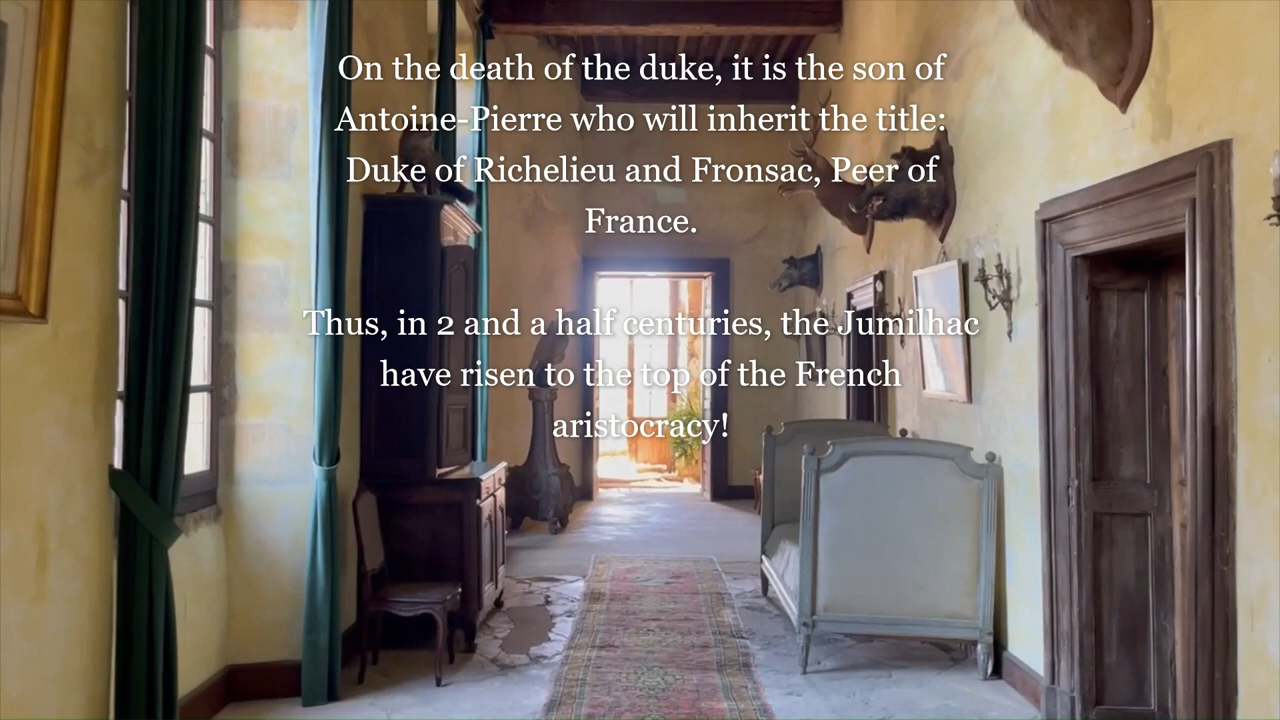 On the death of the duke, it is the son of
Antoine-Pierre who will inherit the title:
Duke of Richelieu and Fronsac, Peer of
France.
Thus, in 2 and a half centuries, the Jumilhac
have risen to the top of the French
aristocracy!